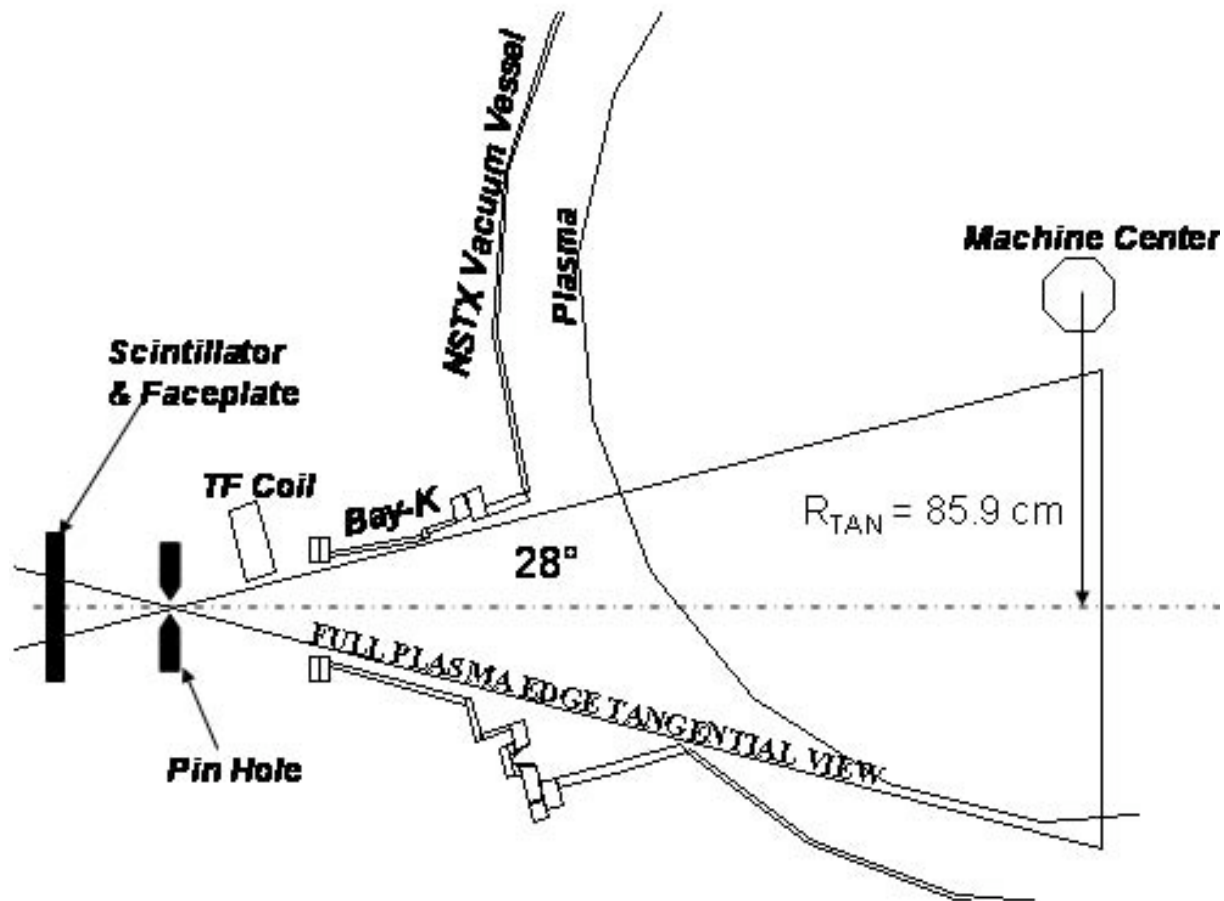 NSTX Vacuum Vessel
Plasma
Machine Center
Scintillator
& Faceplate
TF Coil
Bay-K
28°
R_TAN = 85.9 cm
FULL PLASMA EDGE TANGENTIAL VIEW
Pin Hole